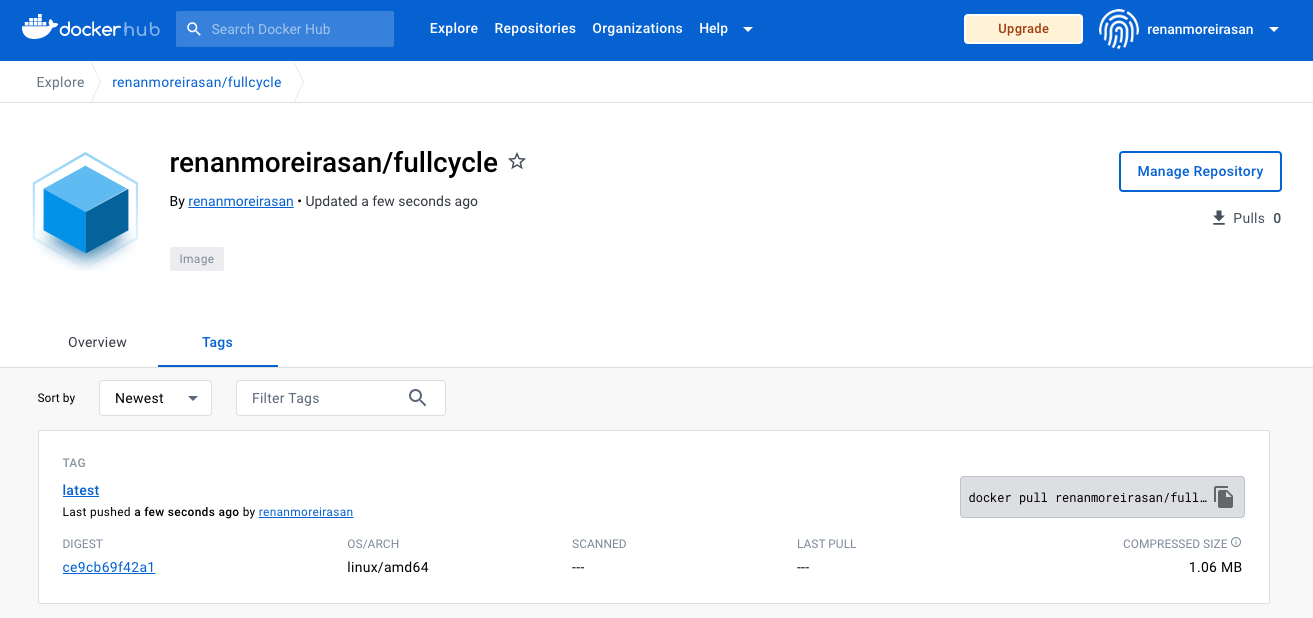 dockerhub
Search Docker Hub
Explore Repositories Organizations Help
Upgrade
renanmoreirasan
Explore
renanmoreirasan/fullcycle
renanmoreirasan/fullcycle
By renanmoreirasan • Updated a few seconds ago
Image
Manage Repository
Pulls 0
Overview
Tags
Sort by
Newest
Filter Tags
TAG
latest
Last pushed a few seconds ago by renanmoreirasan
docker pull renanmoreirasan/full…
DIGEST OS/ARCH SCANNED LAST PULL COMPRESSED SIZE
ce9cb69f42a1 linux/amd64 --- --- 1.06 MB